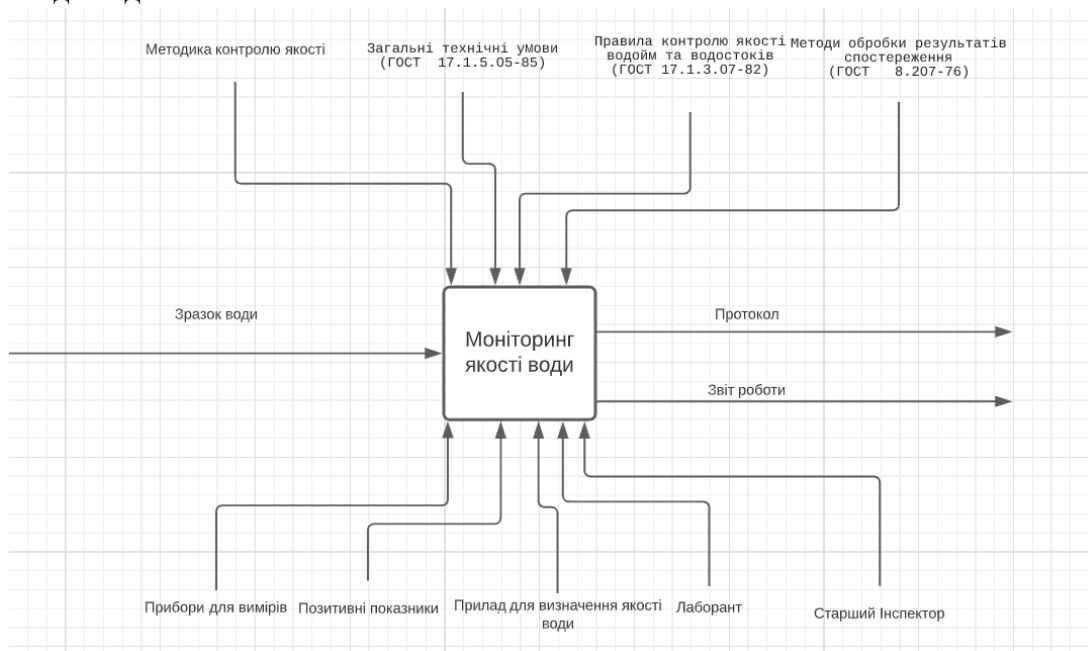 Методика контролю якості
Загальні технічні умови
(ГОСТ 17.1.5.05-85)
Правила контролю якості
водойм та водостоків
(ГОСТ 17.1.3.07-82)
Методи обробки результатів
спостереження
(ГОСТ 8.207-76)
Зразок води
Моніторинг
якості води
Протокол
Звіт роботи
Прибори для вимірів
Позитивні показники
Прилад для визначення якості
води
Лаборант
Старший Інспектор